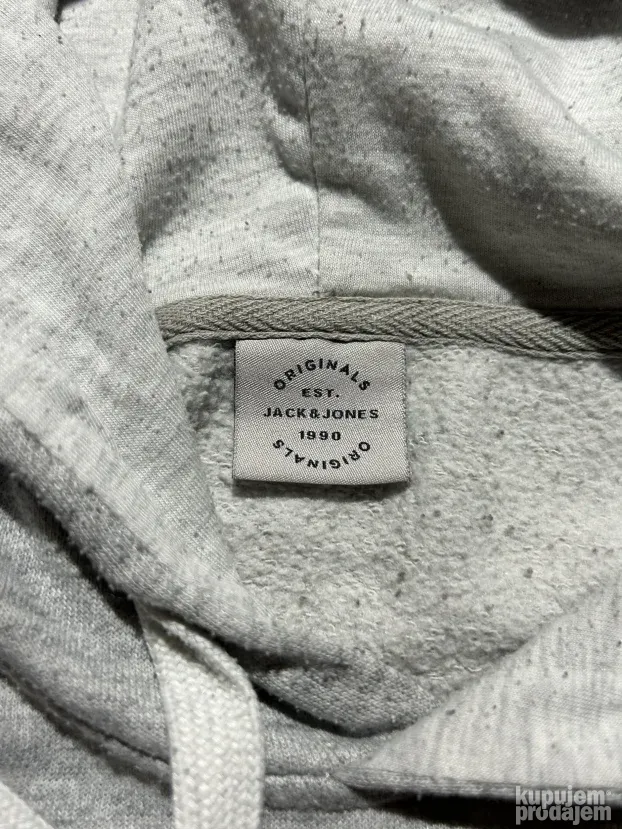 ORIGINALS
EST.
JACK&JONES
1990
ORIGINALS
kupujem
prodajem